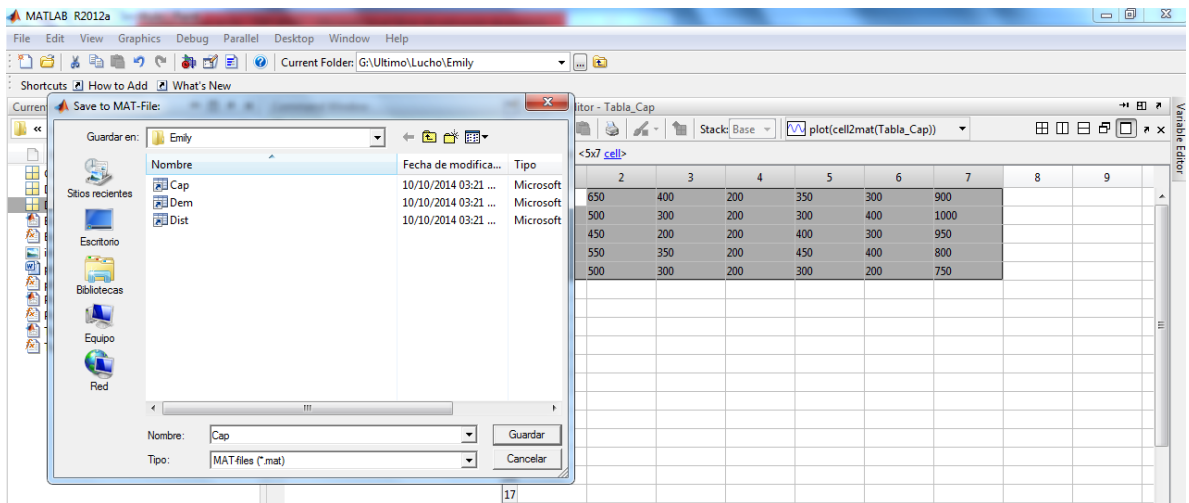 MATLAB R2012a
File Edit View Graphics Debug Parallel Desktop Window Help
Current Folder: G:\Ultimo\Lucho\Emily
Shortcuts How to Add What's New
Curren
Save to MAT-File:
itor - Tabla_Cap
Guardar en: Emily
Stack: Base plot(cell2mat(Tabla_Cap))
Variable Editor
<5x7 cell>
Nombre Fecha de modifica... Tipo
Cap 10/10/2014 03:21 ... Microsoft
Dem 10/10/2014 03:21 ... Microsoft
Dist 10/10/2014 03:21 ... Microsoft
Sitios recientes
Escritorio
Bibliotecas
Equipo
Red
2 3 4 5 6 7 8 9
650 400 200 350 300 900
500 300 200 300 400 1000
450 200 200 400 300 950
550 350 200 450 400 800
500 300 200 300 200 750
Nombre: Cap Guardar
Tipo: MAT-files (*.mat) Cancelar
17